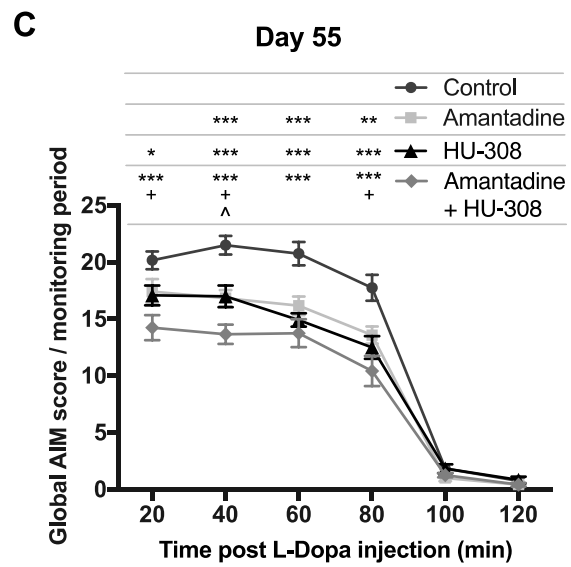 C
Day 55
Control
*** *** ** Amantadine
* *** *** *** HU-308
*** *** *** *** Amantadine
+ + + + HU-308
^
Global AIM score / monitoring period
25
20
15
10
5
0
20 40 60 80 100 120
Time post L-Dopa injection (min)